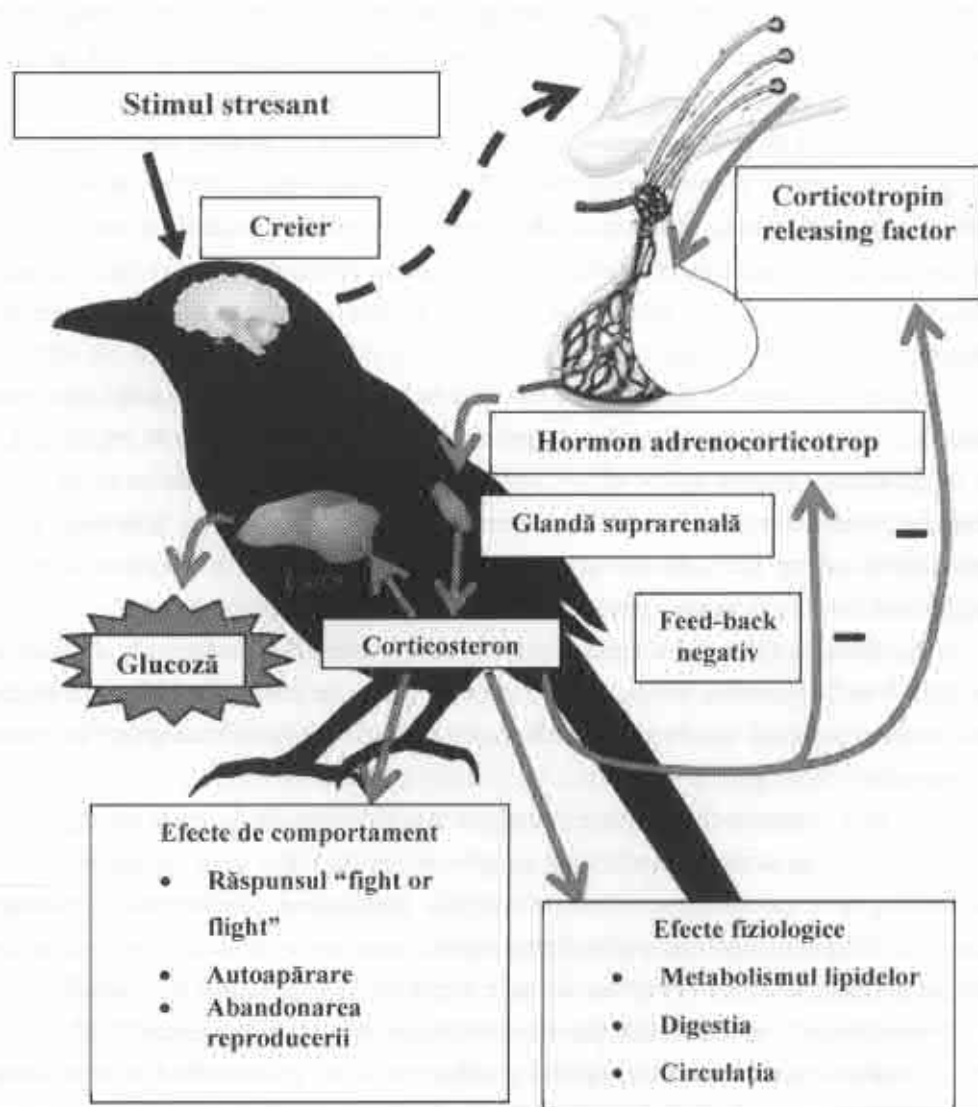 Stimul stresant
Creier
Corticotropin
releasing factor
Hormon adrenocorticotrop
Glandă suprarenală
Feed-back
negativ
Corticosteron
Glucoză
Efecte de comportament
• Răspunsul “fight or
flight”
• Autoapărare
• Abandonarea
reproducerii
Efecte fiziologice
• Metabolismul lipidelor
• Digestia
• Circulația